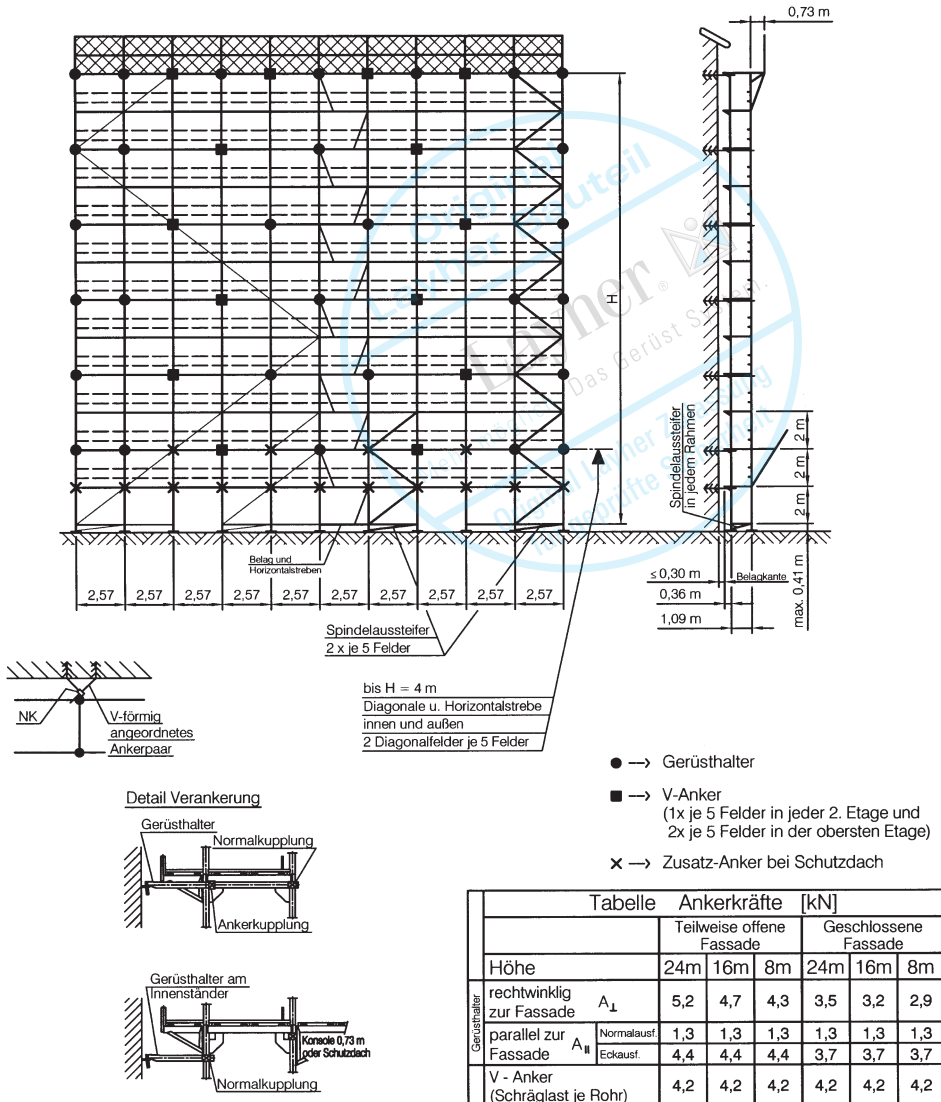 0,73 m
Original
Layher Bauteil
Layher
®
Das Gerüst System.
Original Layher Zulassung
für geprüfte Sicherheit
H
Spindelaussteifer
in jedem Rahmen
2 m
2 m
2 m
max. 0,41 m
Belag und
Horizontalstreben
≤ 0,30 m
Belagkante
0,36 m
1,09 m
2,57 2,57 2,57 2,57 2,57 2,57 2,57 2,57 2,57 2,57
Spindelaussteifer
2 x je 5 Felder
bis H = 4 m
Diagonale u. Horizontalstrebe
innen und außen
2 Diagonalfelder je 5 Felder
NK
V-förmig
angeordnetes
Ankerpaar
Gerüsthalter
V-Anker
(1x je 5 Felder in jeder 2. Etage und
2x je 5 Felder in der obersten Etage)
Zusatz-Anker bei Schutzdach
Detail Verankerung
Gerüsthalter
Normalkupplung
Ankerkupplung
Gerüsthalter am
Innenständer
Konsole 0,73 m
oder Schutzdach
Normalkupplung
Tabelle Ankerkräfte [kN]
Teilweise offene
Fassade
Geschlossene
Fassade
Höhe 24m 16m 8m 24m 16m 8m
Gerüsthalter
rechtwinklig
zur Fassade A⊥ 5,2 4,7 4,3 3,5 3,2 2,9
parallel zur
Fassade A||
Normalausf. 1,3 1,3 1,3 1,3 1,3 1,3
Eckausf. 4,4 4,4 4,4 3,7 3,7 3,7
V - Anker
(Schräglast je Rohr) 4,2 4,2 4,2 4,2 4,2 4,2